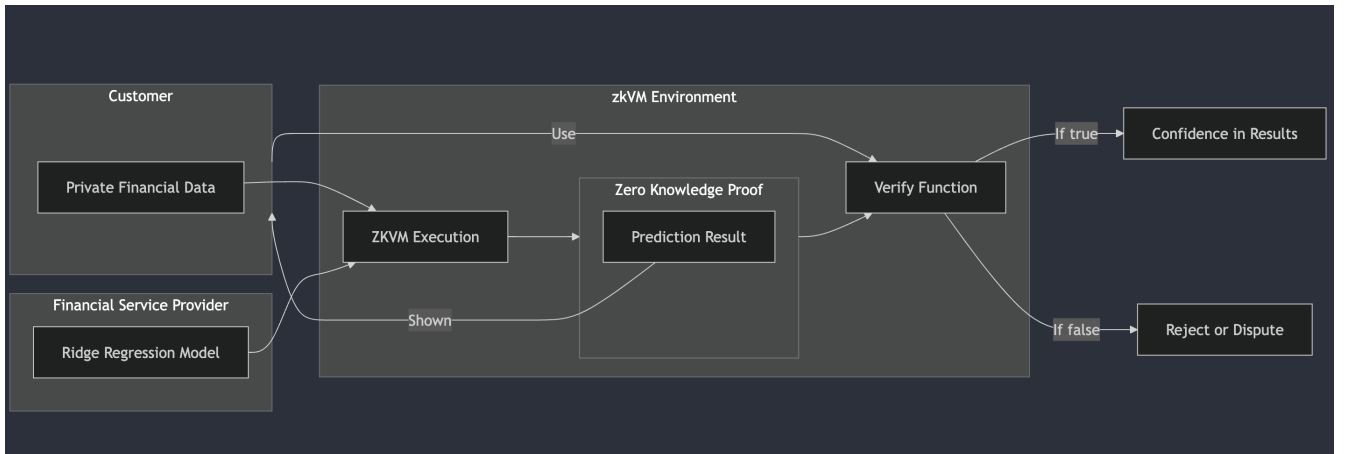 Customer
Private Financial Data
Financial Service Provider
Ridge Regression Model
zkVM Environment
Use
ZKVM Execution
Zero Knowledge Proof
Prediction Result
Shown
Verify Function
If true
Confidence in Results
If false
Reject or Dispute